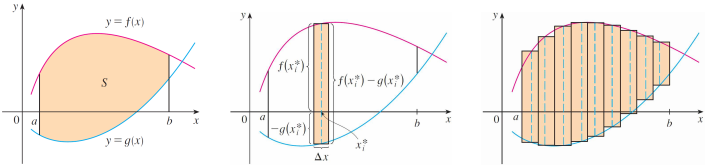 y
y = f(x)
S
0
a
b
x
y = g(x)
y
f(x_i^*)
f(x_i^*) − g(x_i^*)
0
a
b
x
−g(x_i^*)
x_i^*
Δx
y
0
a
b
x